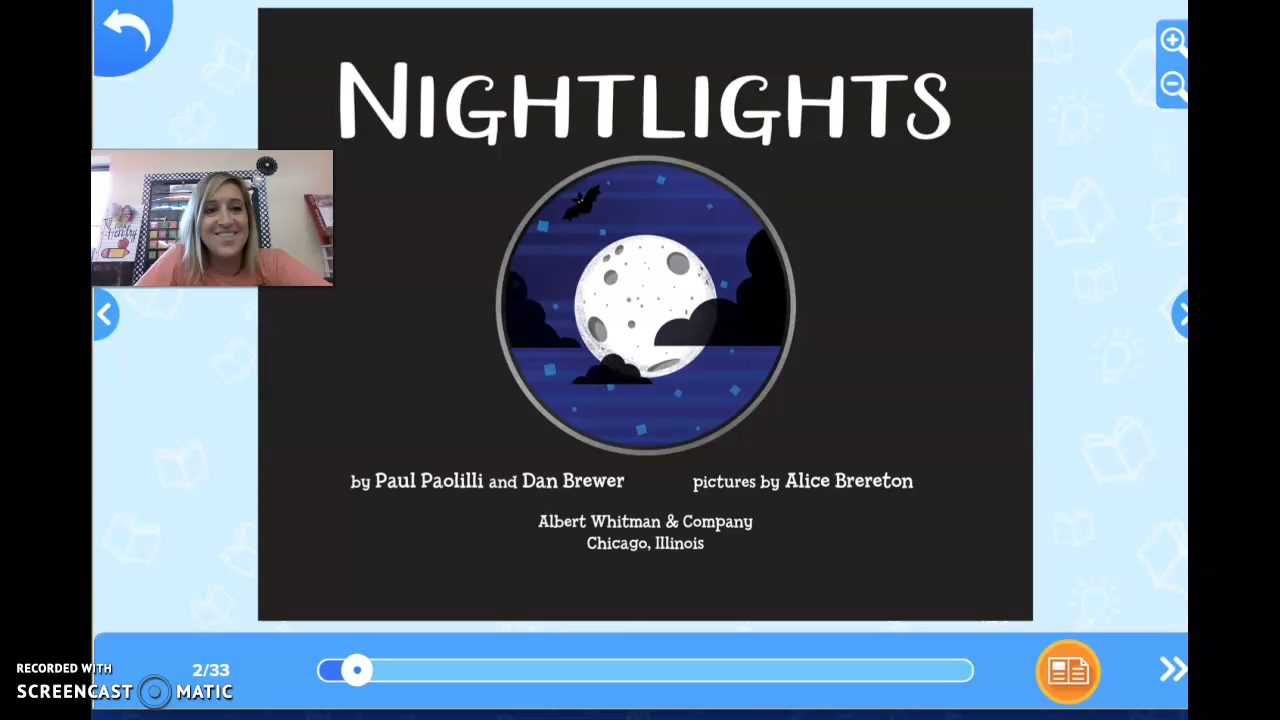 NIGHTLIGHTS
by Paul Paolilli and Dan Brewer
pictures by Alice Brereton
Albert Whitman & Company
Chicago, Illinois
2/33
RECORDED WITH
SCREENCAST MATIC